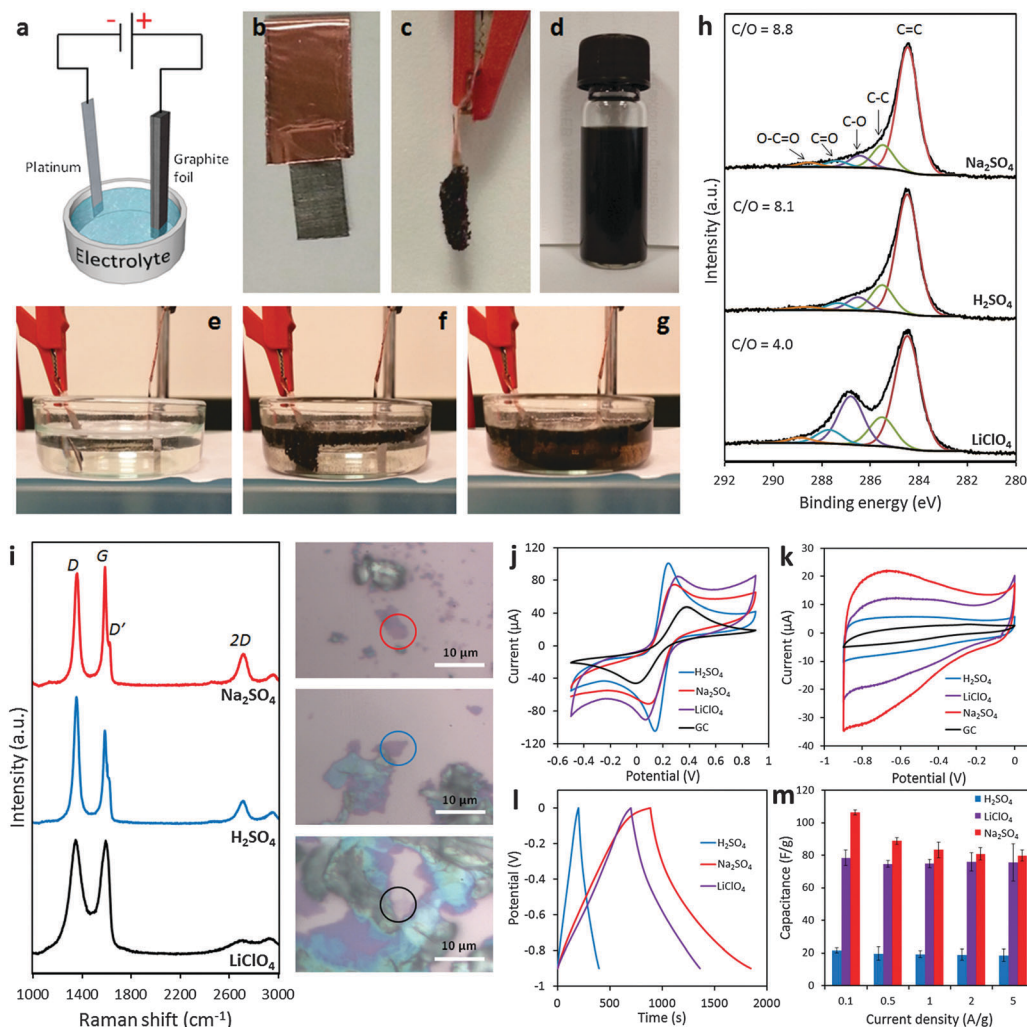 a
- +
Platinum
Graphite
foil
Electrolyte
b
c
d
e
f
g
h
C/O = 8.8
C=C
C-C
C-O
C=O
O-C=O
Na₂SO₄
C/O = 8.1
H₂SO₄
C/O = 4.0
LiClO₄
Intensity (a.u.)
292 290 288 286 284 282 280
Binding energy (eV)
i
D
G
D′
2D
Na₂SO₄
H₂SO₄
LiClO₄
Intensity (a.u.)
1000 1400 1800 2200 2600 3000
Raman shift (cm⁻¹)
10 µm
10 µm
10 µm
j
120
80
40
0
-40
-80
-120
Current (µA)
H₂SO₄
Na₂SO₄
LiClO₄
GC
-0.6 -0.4 -0.2 0 0.2 0.4 0.6 0.8 1
Potential (V)
k
40
30
20
10
0
-10
-20
-30
-40
Current (µA)
H₂SO₄
LiClO₄
Na₂SO₄
GC
-1 -0.8 -0.6 -0.4 -0.2 0
Potential (V)
l
0.2
0
-0.2
-0.4
-0.6
-0.8
-1
Potential (V)
H₂SO₄
Na₂SO₄
LiClO₄
0 500 1000 1500 2000
Time (s)
m
120
100
80
60
40
20
0
Capacitance (F/g)
H₂SO₄
LiClO₄
Na₂SO₄
0.1 0.5 1 2 5
Current density (A/g)